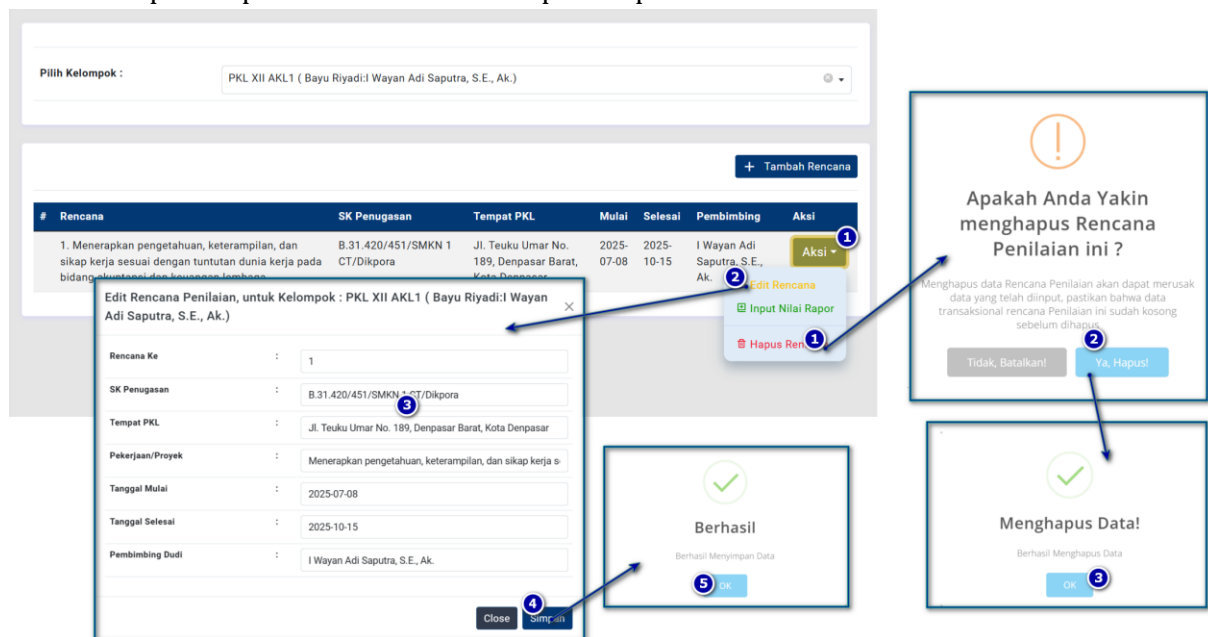 Pilih Kelompok :
PKL XII AKL1 ( Bayu Riyadi:I Wayan Adi Saputra, S.E., Ak.)
+ Tambah Rencana
# Rencana SK Penugasan Tempat PKL Mulai Selesai Pembimbing Aksi
1. Menerapkan pengetahuan, keterampilan, dan
sikap kerja sesuai dengan tuntutan dunia kerja pada
bidang akuntansi dan keuangan lembaga
B.31.420/451/SMKN 1
CT/Dikpora
Jl. Teuku Umar No.
189, Denpasar Barat,
Kota Denpasar
2025-
07-08
2025-
10-15
I Wayan Adi
Saputra, S.E.,
Ak.
Aksi
1
2
Edit Rencana
Input Nilai Rapor
Hapus
1
Edit Rencana Penilaian, untuk Kelompok : PKL XII AKL1 ( Bayu Riyadi:I Wayan
Adi Saputra, S.E., Ak.)
×
Rencana Ke : 1
SK Penugasan : B.31.420/451/SMKN 1 CT/Dikpora
3
Tempat PKL : Jl. Teuku Umar No. 189, Denpasar Barat, Kota Denpasar
Pekerjaan/Proyek : Menerapkan pengetahuan, keterampilan, dan sikap kerja s
Tanggal Mulai : 2025-07-08
Tanggal Selesai : 2025-10-15
Pembimbing Dudi : I Wayan Adi Saputra, S.E., Ak.
4
Close Simpan
Berhasil
Berhasil Menyimpan Data
5 OK
Apakah Anda Yakin
menghapus Rencana
Penilaian ini ?
Menghapus data Rencana Penilaian akan dapat merusak
data yang telah diinput, pastikan bahwa data
transaksional rencana Penilaian ini sudah kosong
sebelum dihapus
2
Tidak, Batalkan! Ya, Hapus!
Menghapus Data!
Berhasil Menghapus Data
OK 3